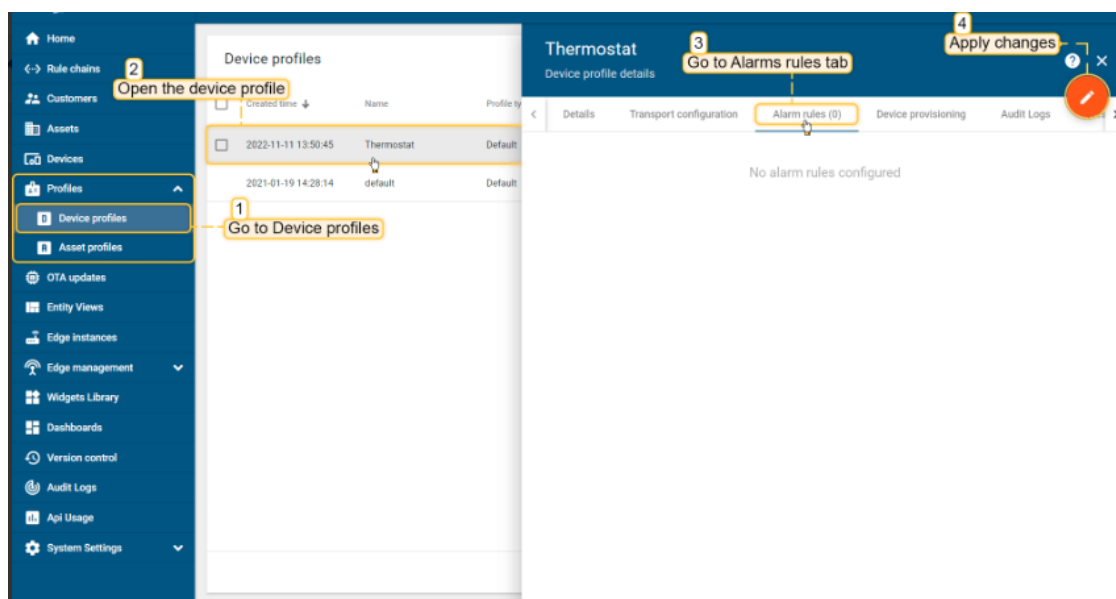 Home
Rule chains
Customers
Assets
Devices
Profiles
D Device profiles
A Asset profiles
OTA updates
Entity Views
Edge instances
Edge management
Widgets Library
Dashboards
Version control
Audit Logs
Api Usage
System Settings
2
Open the device profile
Device profiles
Created time Name Profile ty
2022-11-11 13:50:45 Thermostat Default
2021-01-19 14:28:14 default Default
1
Go to Device profiles
Thermostat
Device profile details
3
Go to Alarms rules tab
4
Apply changes
?
Details Transport configuration Alarm rules (0) Device provisioning Audit Logs
No alarm rules configured